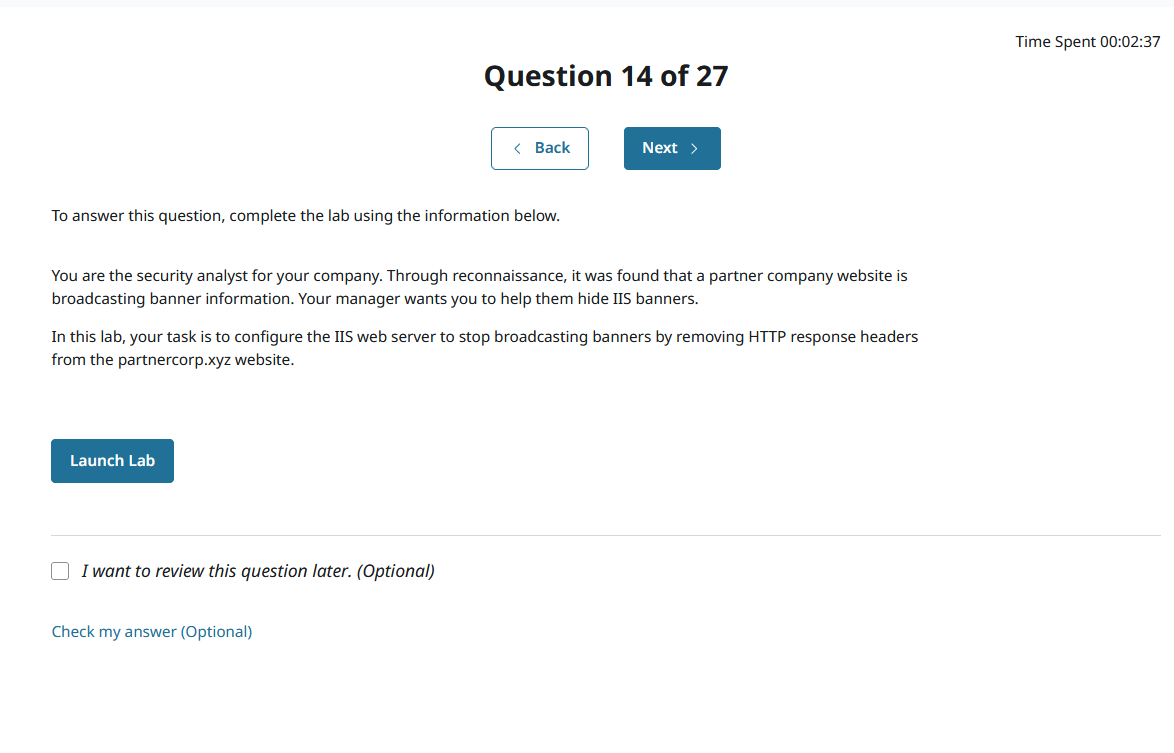 Time Spent 00:02:37
Question 14 of 27
Back
Next
To answer this question, complete the lab using the information below.
You are the security analyst for your company. Through reconnaissance, it was found that a partner company website is
broadcasting banner information. Your manager wants you to help them hide IIS banners.
In this lab, your task is to configure the IIS web server to stop broadcasting banners by removing HTTP response headers
from the partnercorp.xyz website.
Launch Lab
I want to review this question later. (Optional)
Check my answer (Optional)